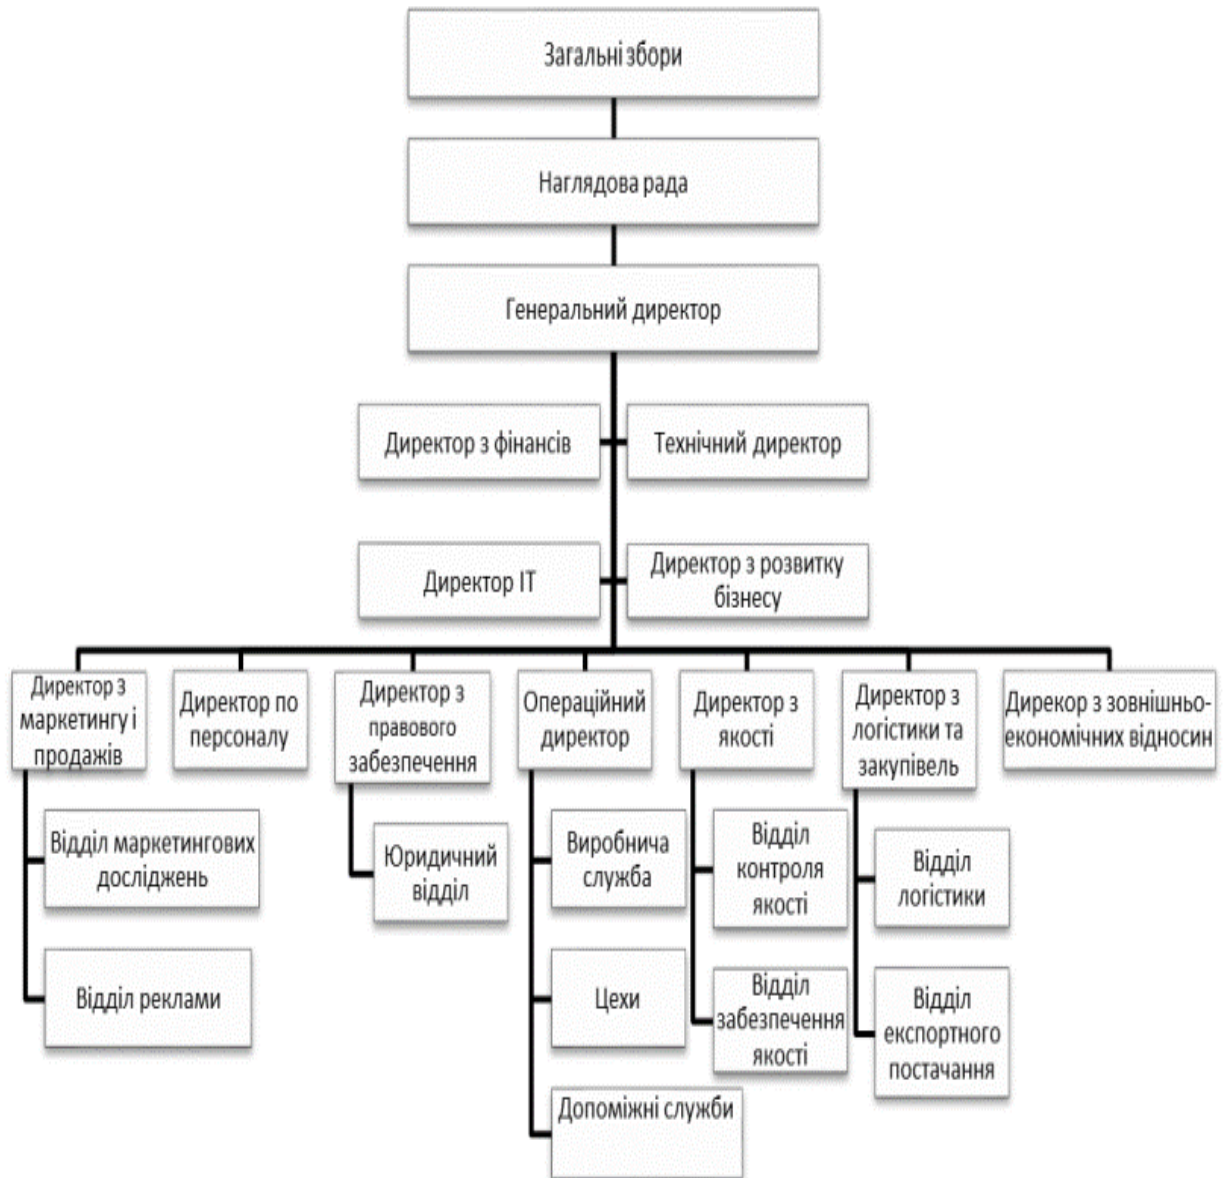 Загальні збори
Наглядова рада
Генеральний директор
Директор з фінансів
Технічний директор
Директор ІТ
Директор з розвитку
бізнесу
Директор з
маркетингу і
продажів
Директор по
персоналу
Директор з
правового
забезпечення
Операційний
директор
Директор з
якості
Директор з
логістики та
закупівель
Дирекор з зовнішньо-
економічних відносин
Відділ маркетингових
досліджень
Відділ реклами
Юридичний
відділ
Виробнича
служба
Цехи
Допоміжні служби
Відділ
контроля
якості
Відділ
забезпечення
якості
Відділ
логістики
Відділ
експортного
постачання